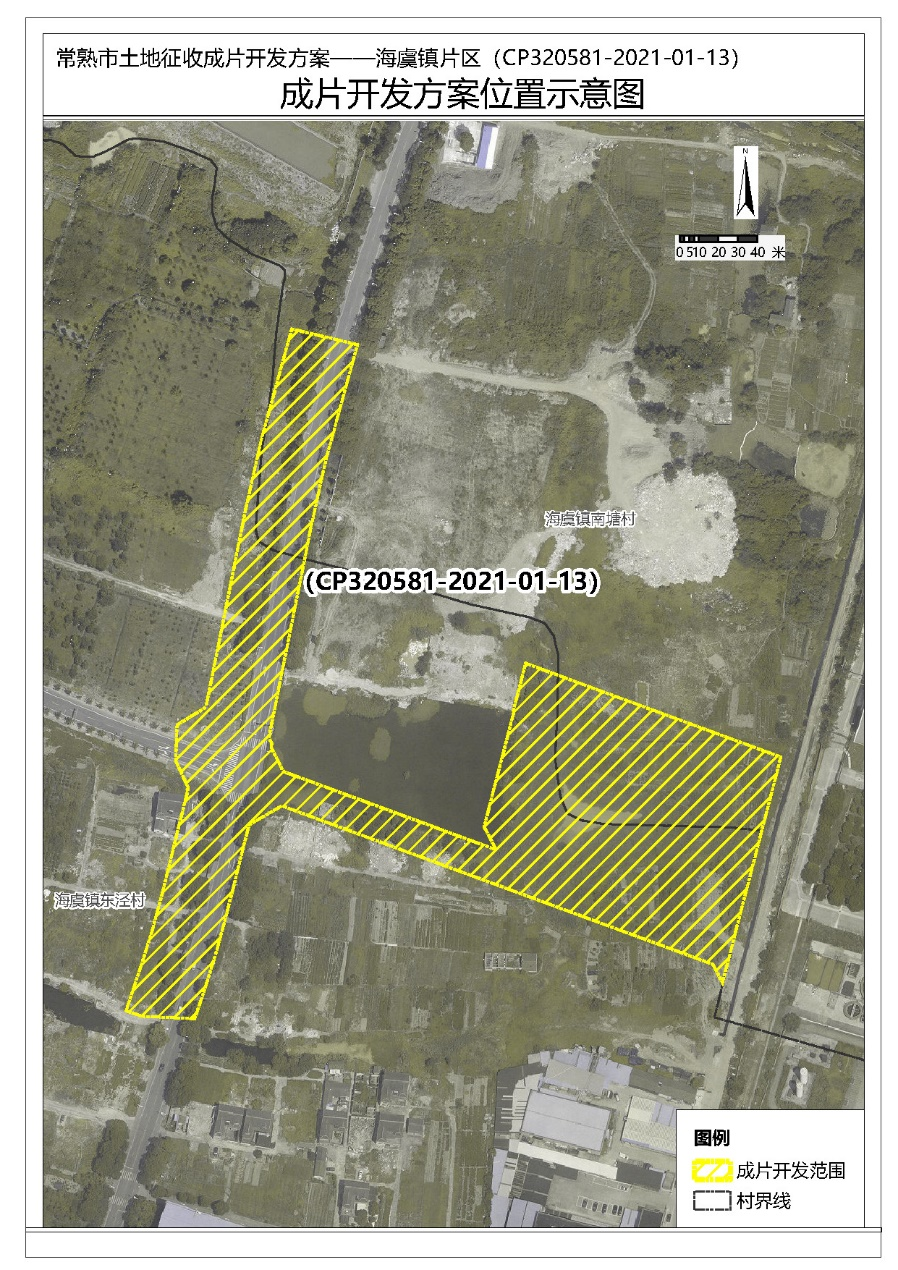 常熟市土地征收成片开发方案——海虞镇片区（CP320581-2021-01-13）
成片开发方案位置示意图
N
0 510 20 30 40 米
海虞镇南塘村
(CP320581-2021-01-13)
海虞镇东泾村
图例
成片开发范围
村界线